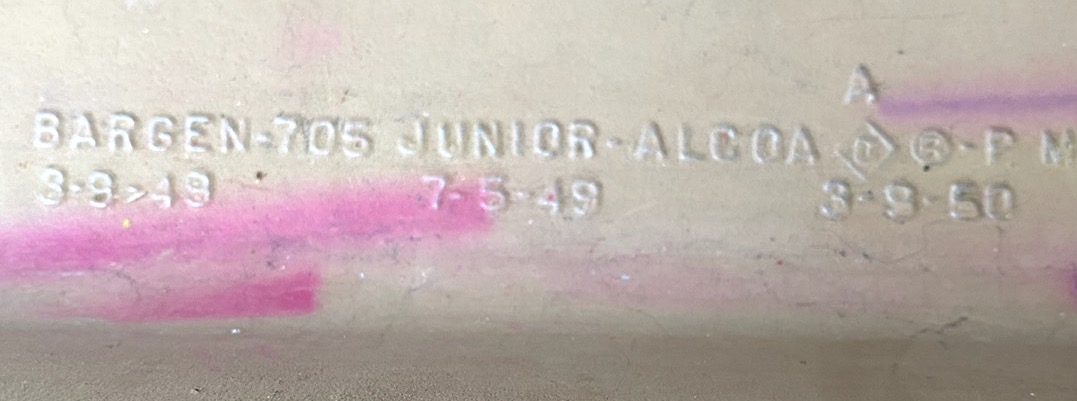 A
BARGEN-705 JUNIOR-ALCOA ®-P M
3-9-49 7-5-49 3-9-50